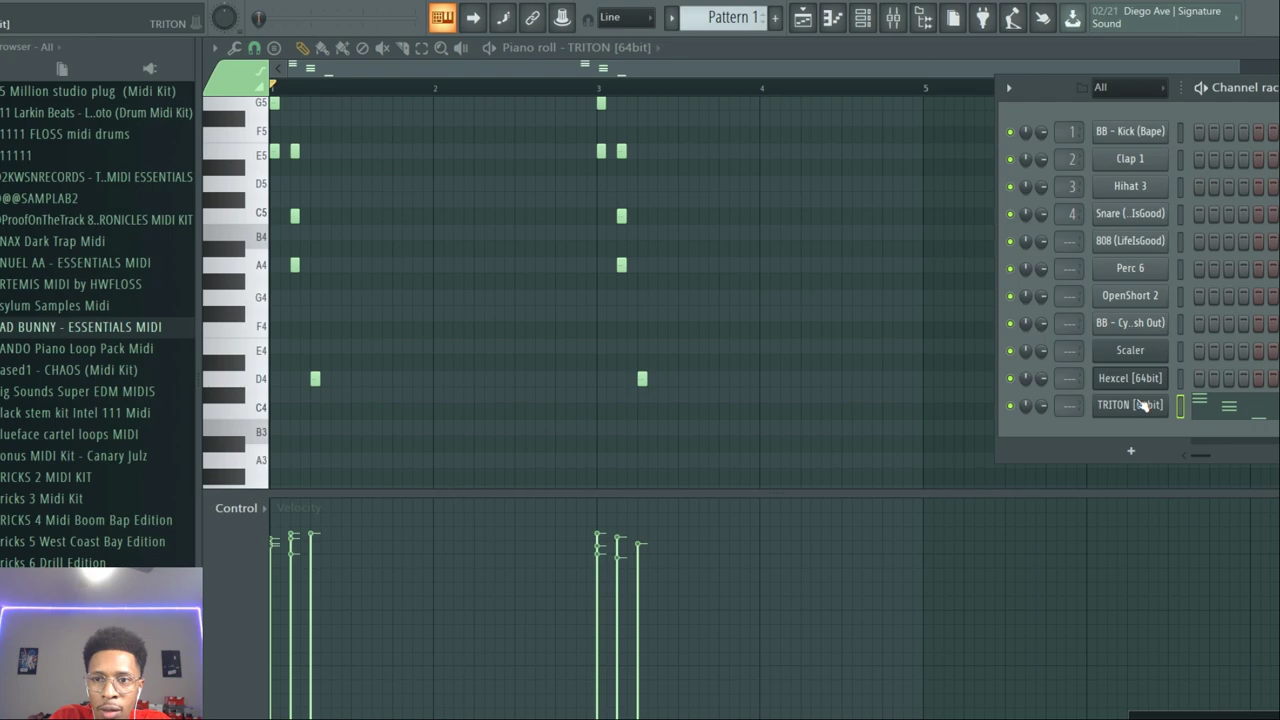 it]
TRITON
Line
Pattern 1
+
02/21 Diego Ave | Signature
Sound
rowser - All
Piano roll - TRITON [64bit]
1 2 3 4 5
All
Channel rac
5 Million studio plug (Midi Kit)
11 Larkin Beats - L..oto (Drum Midi Kit)
1111 FLOSS midi drums
11111
2KWSNRECORDS - T..MIDI ESSENTIALS
@@SAMPLAB2
ProofOnTheTrack 8..RONICLES MIDI KIT
NAX Dark Trap Midi
NUEL AA - ESSENTIALS MIDI
RTEMIS MIDI by HWFLOSS
sylum Samples Midi
AD BUNNY - ESSENTIALS MIDI
ANDO Piano Loop Pack Midi
ased1 - CHAOS (Midi Kit)
ig Sounds Super EDM MIDIS
lack stem kit Intel 111 Midi
lueface cartel loops MIDI
onus MIDI Kit - Canary Julz
RICKS 2 MIDI KIT
ricks 3 Midi Kit
RICKS 4 Midi Boom Bap Edition
ricks 5 West Coast Bay Edition
ricks 6 Drill Edition
G5
F5
E5
D5
C5
B4
A4
G4
F4
E4
D4
C4
B3
A3
1 BB - Kick (Bape)
2 Clap 1
3 Hihat 3
4 Snare (..IsGood)
--- 808 (LifeIsGood)
--- Perc 6
--- OpenShort 2
--- BB - Cy..sh Out)
--- Scaler
--- Hexcel [64bit]
--- TRITON [64bit]
+
Control
Velocity